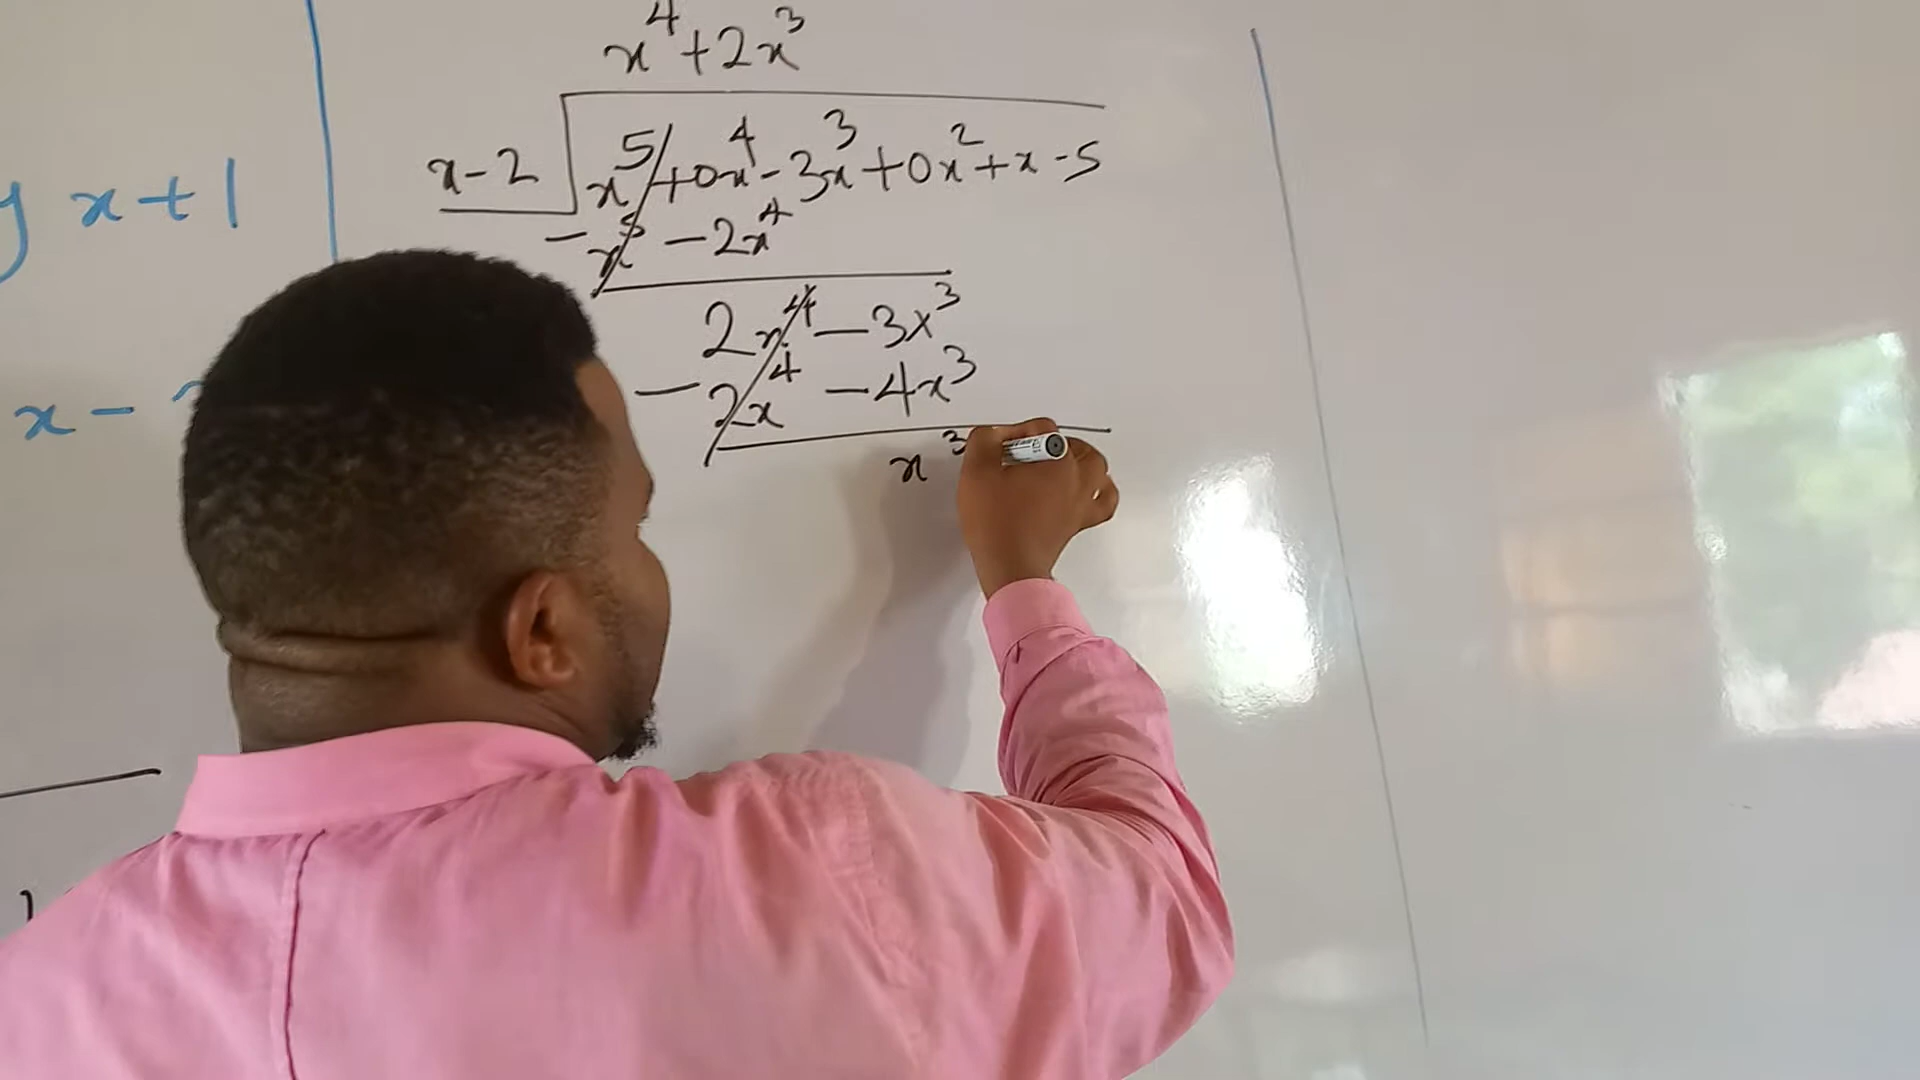 x⁴+2x³
x-2 x⁵+0x⁴-3x³+0x²+x-5
-x⁵-2x⁴
2x⁴-3x³
-2x⁴-4x³
x³
y x+1
x-